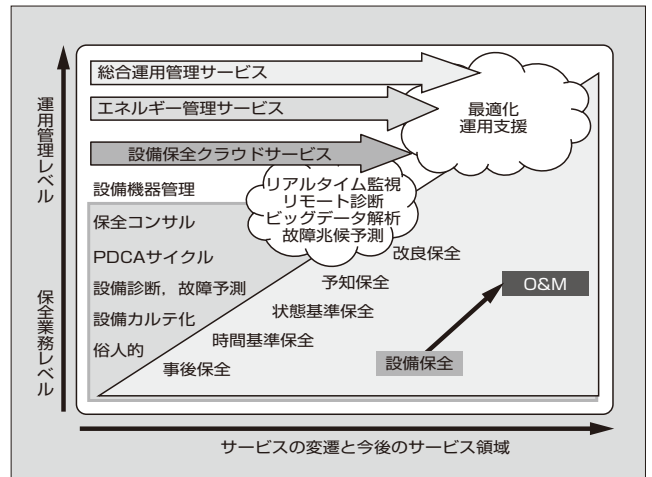 総合運用管理サービス
エネルギー管理サービス
設備保全クラウドサービス
最適化
運用支援
運用管理レベル
保全業務レベル
設備機器管理
保全コンサル
PDCAサイクル
設備診断，故障予測
設備カルテ化
俗人的
リアルタイム監視
リモート診断
ビッグデータ解析
故障兆候予測
改良保全
予知保全
状態基準保全
時間基準保全
事後保全
O&M
設備保全
サービスの変遷と今後のサービス領域